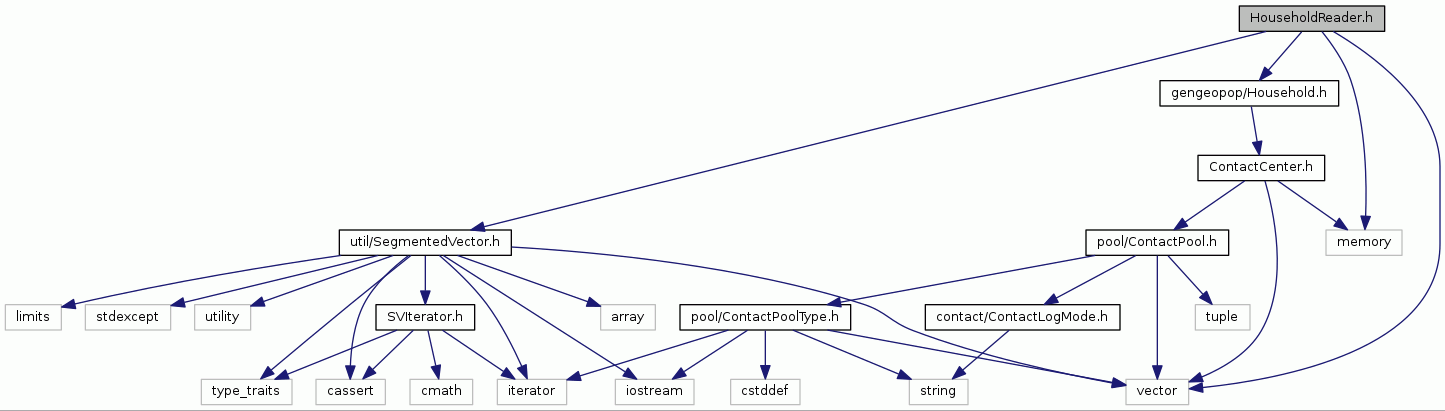 HouseholdReader.h
gengeopop/Household.h
ContactCenter.h
util/SegmentedVector.h
pool/ContactPool.h
memory
limits
stdexcept
utility
SVIterator.h
array
pool/ContactPoolType.h
contact/ContactLogMode.h
tuple
type_traits
cassert
cmath
iterator
iostream
cstddef
string
vector